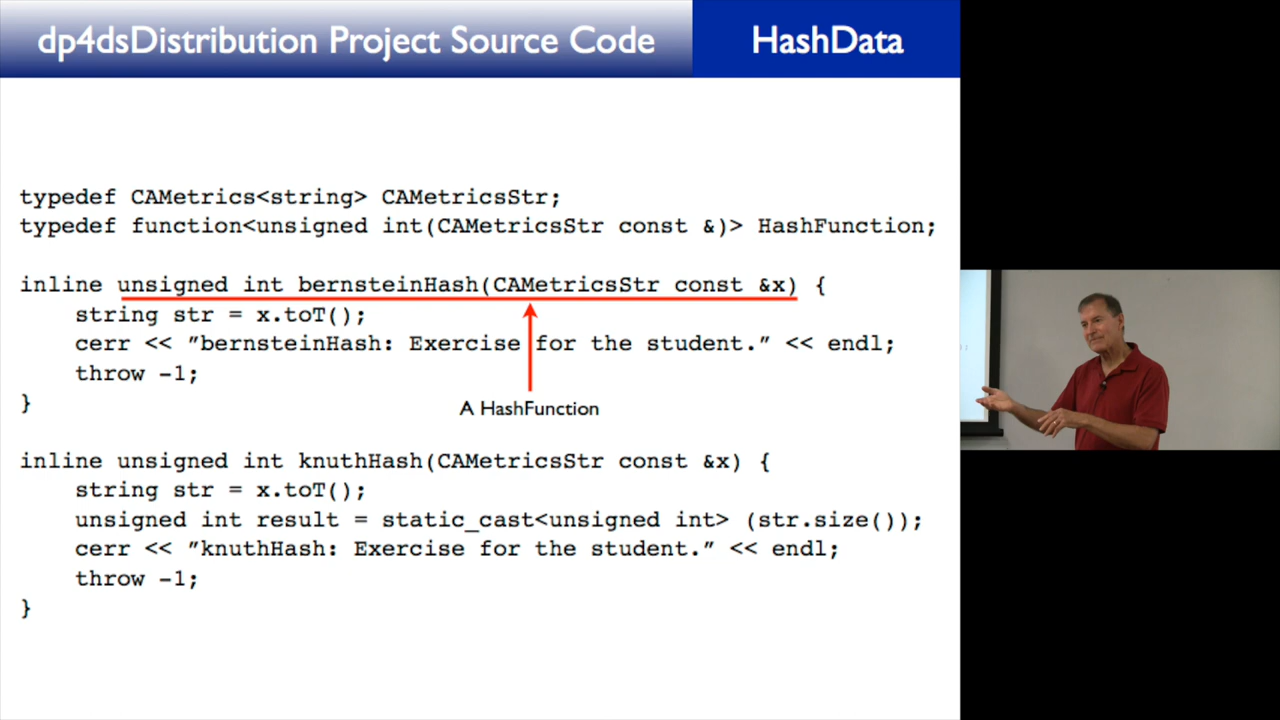 dp4dsDistribution Project Source Code
HashData
typedef CAMetrics<string> CAMetricsStr;
typedef function<unsigned int(CAMetricsStr const &)> HashFunction;
inline unsigned int bernsteinHash(CAMetricsStr const &x) {
string str = x.toT();
cerr << ”bernsteinHash: Exercise for the student.” << endl;
throw -1;
}
A HashFunction
inline unsigned int knuthHash(CAMetricsStr const &x) {
string str = x.toT();
unsigned int result = static_cast<unsigned int> (str.size());
cerr << ”knuthHash: Exercise for the student.” << endl;
throw -1;
}